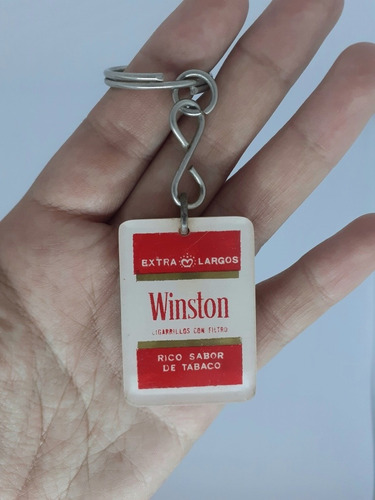 EXTRA LARGOS
Winston
CIGARRILLOS CON FILTRO
RICO SABOR
DE TABACO